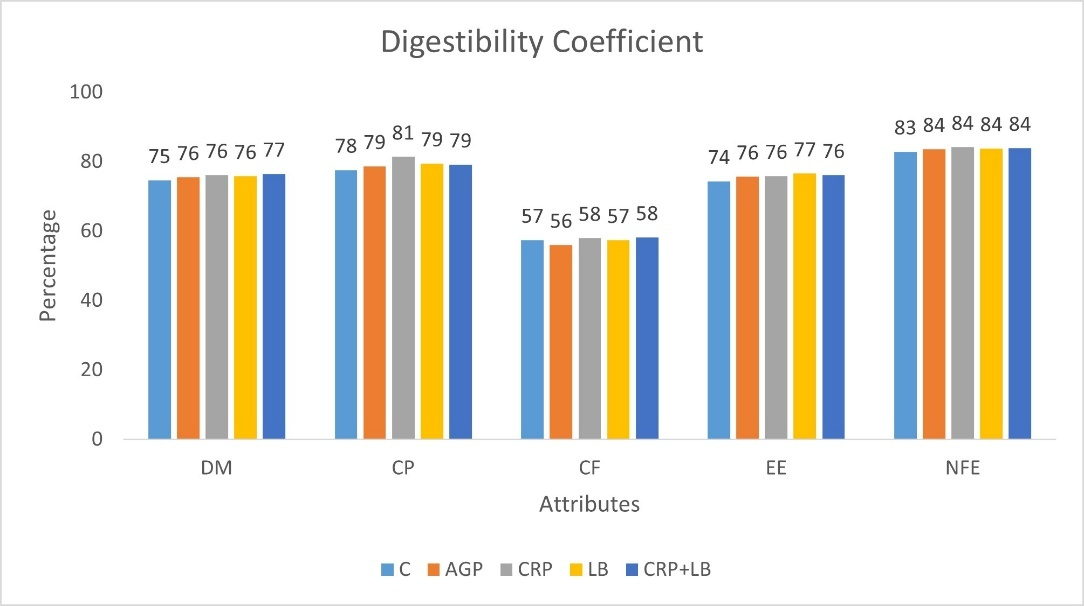 Digestibility Coefficient
100
80
60
40
20
0
Percentage
75 76 76 76 77
78 79 81 79 79
57 56 58 57 58
74 76 76 77 76
83 84 84 84 84
DM CP CF EE NFE
Attributes
C AGP CRP LB CRP+LB